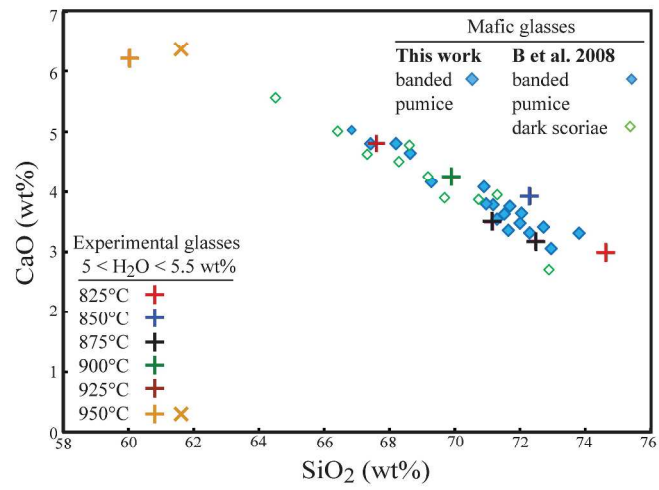 7
6
5
4
3
2
1
0
CaO (wt%)
Mafic glasses
This work B et al. 2008
banded banded
pumice pumice
dark scoriae
Experimental glasses
5 < H₂O < 5.5 wt%
825°C
850°C
875°C
900°C
925°C
950°C
58 60 62 64 66 68 70 72 74 76
SiO₂ (wt%)